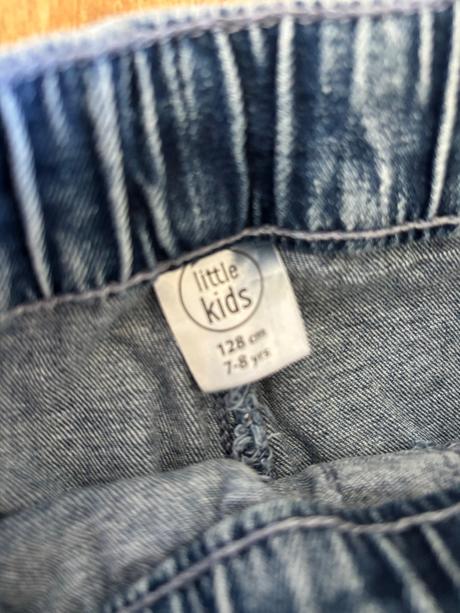 little
kids
128 cm
7-8 yrs